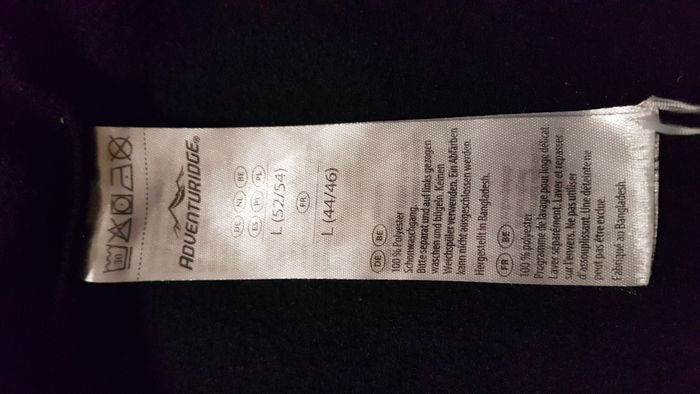 30
ADVENTURIDGE®
DE NL BE
ES PT PL
L (52/54)
FR
L (44/46)
DE BE
100 % Polyester
Schonwaschgang.
Bitte separat und auf links gezogen
waschen und bügeln. Keinen
Weichspüler verwenden. Ein Abfärben
kann nicht ausgeschlossen werden.
Hergestellt in Bangladesh.
FR BE
100 % polyester
Programme de lavage pour linge délicat.
Laver séparément. Laver et repasser
sur l'envers. Ne pas utiliser
d'assouplissant. Une déteinte ne
peut pas être exclue.
Fabriqué au Bangladesh.